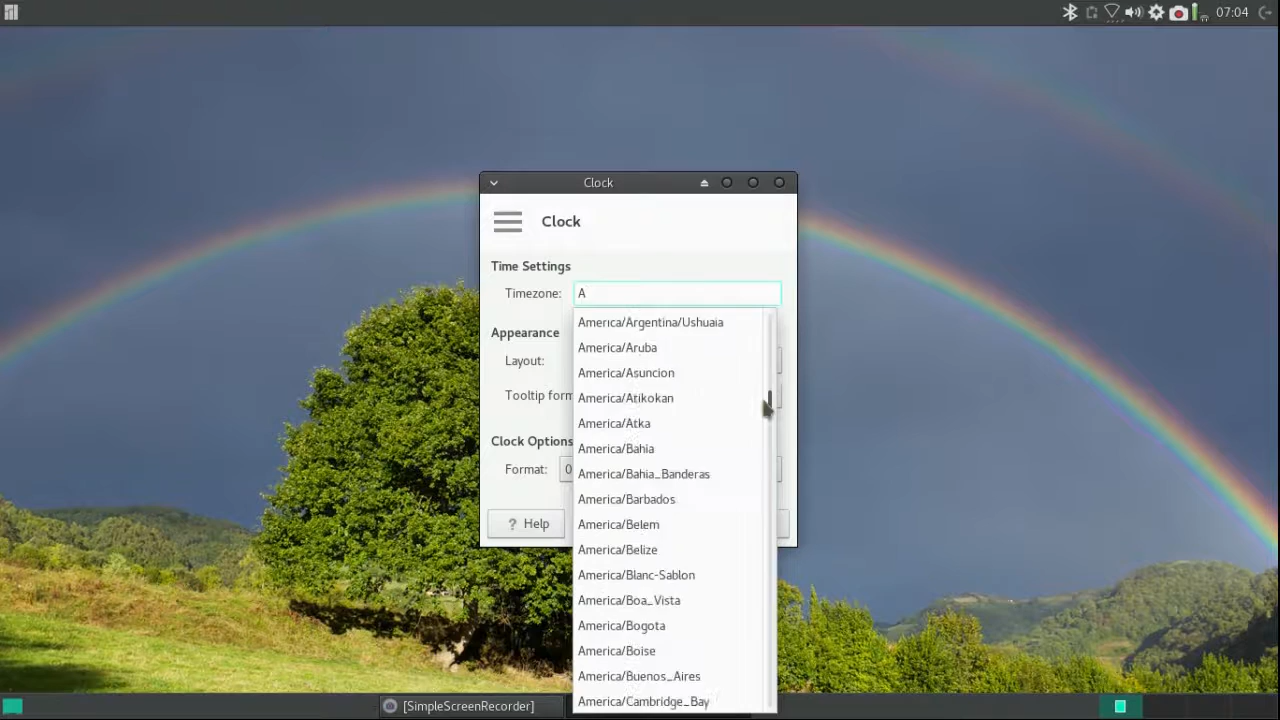 07:04
Clock
Clock
Time Settings
Timezone: A
America/Argentina/Ushuaia
America/Aruba
America/Asuncion
America/Atikokan
America/Atka
America/Bahia
America/Bahia_Banderas
America/Barbados
America/Belem
America/Belize
America/Blanc-Sablon
America/Boa_Vista
America/Bogota
America/Boise
America/Buenos_Aires
America/Cambridge_Bay
Appearance
Layout:
Tooltip form
Clock Options
Format: 0
? Help
[SimpleScreenRecorder]